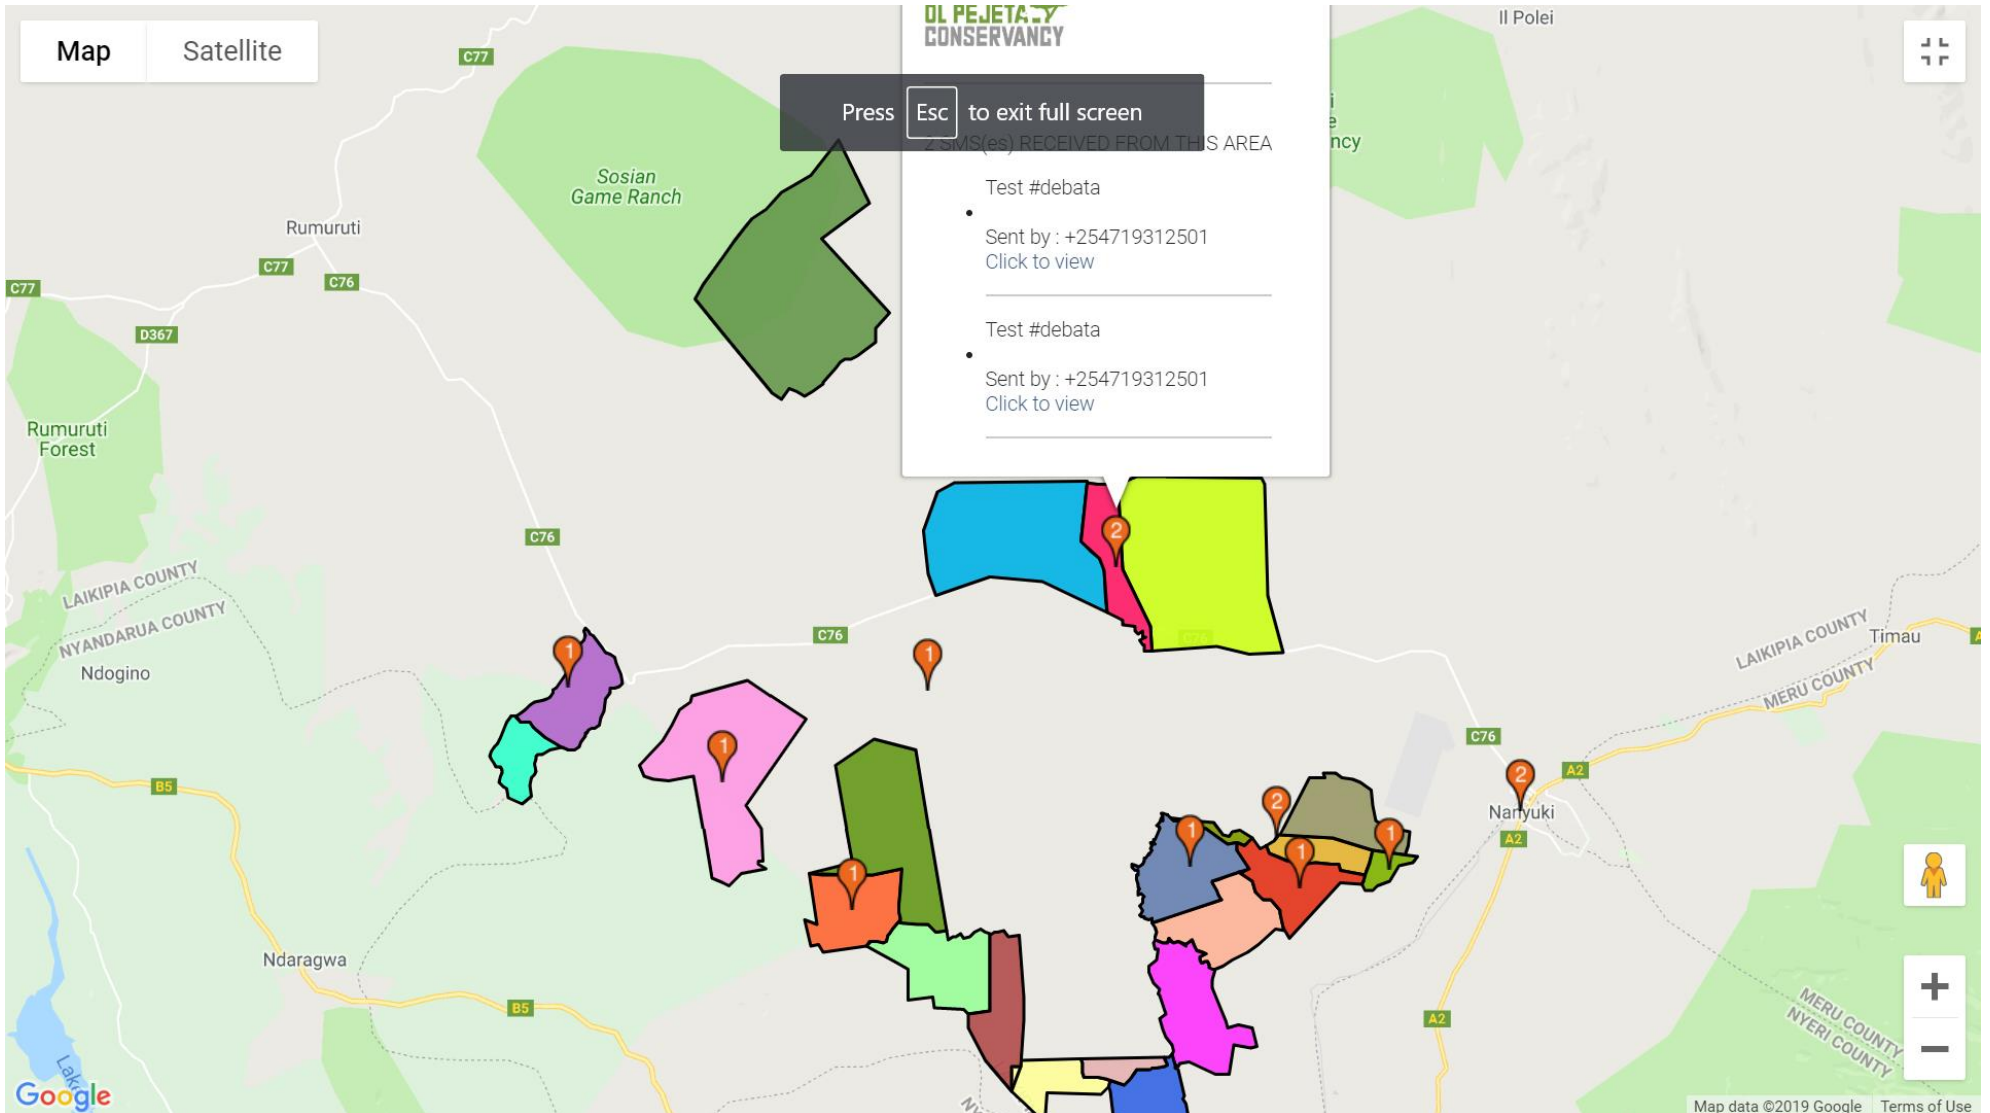 Map
Satellite
OL PEJETA
CONSERVANCY
Press Esc to exit full screen
2 SMS(es) RECEIVED FROM THIS AREA
Test #debata
Sent by : +254719312501
Click to view
Test #debata
Sent by : +254719312501
Click to view
Il Polei
ncy
C77
Sosian
Game Ranch
Rumuruti
C77
C76
C77
D367
Rumuruti
Forest
C76
2
LAIKIPIA COUNTY
NYANDARUA COUNTY
Ndogino
1
C76
1
C76
LAIKIPIA COUNTY
MERU COUNTY
Timau
A
1
C76
A2
B5
2
Nanyuki
A2
2
1
1
1
1
Ndaragwa
B5
A2
MERU COUNTY
NYERI COUNTY
Lake
NY
Google
Map data ©2019 Google
Terms of Use